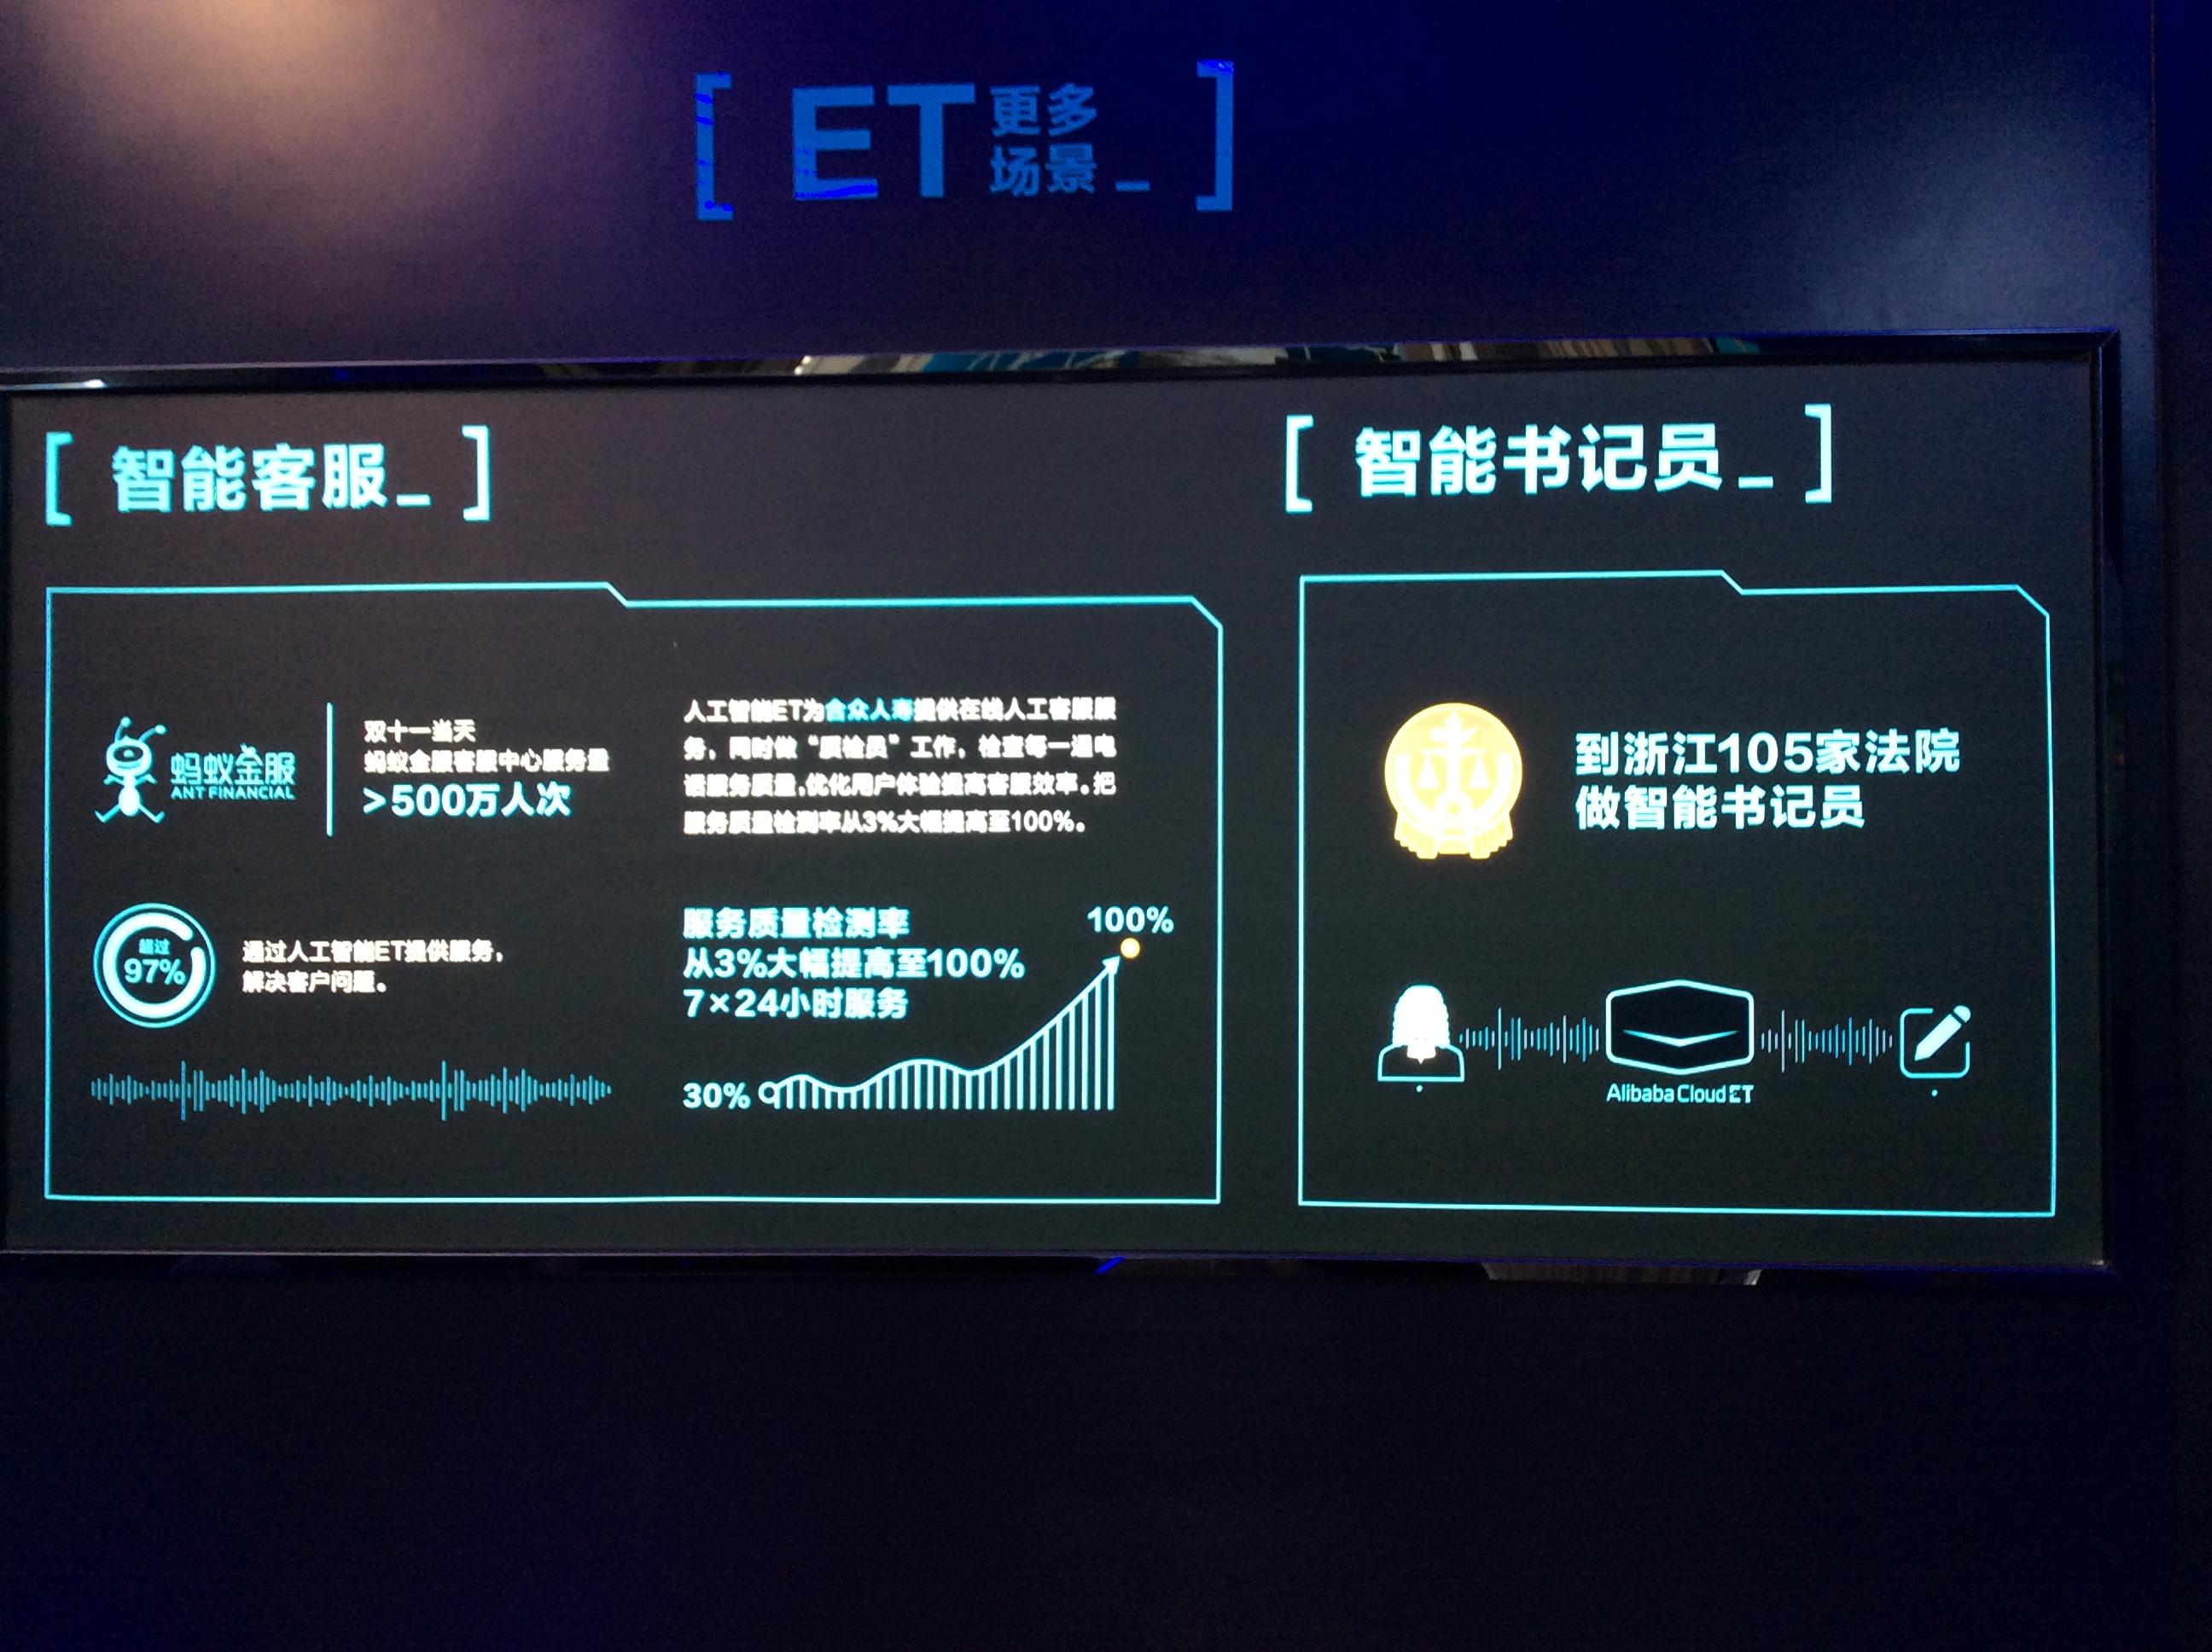 [ ET 更多
场景_ ]
[ 智能客服_ ]
蚂蚁金服
ANT FINANCIAL
双十一当天
蚂蚁金服客服中心服务量
>500万人次
超过
97%
通过人工智能ET提供服务，
解决客户问题。
人工智能ET为合众人寿提供在线人工客服服
务，同时做“质检员”工作，检查每一通电
话服务质量，优化用户体验提高客服效率。把
服务质量检测率从3%大幅提高至100%。
服务质量检测率
从3%大幅提高至100%
7×24小时服务
100%
30%
[ 智能书记员_ ]
到浙江105家法院
做智能书记员
Alibaba Cloud ET